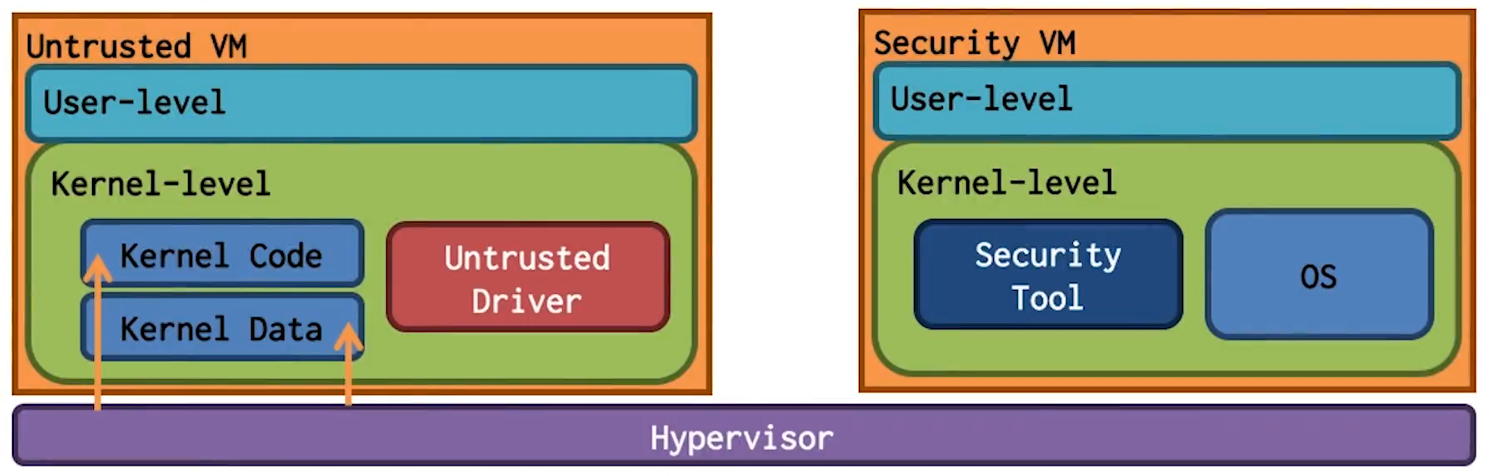 Untrusted VM
User-level
Kernel-level
Kernel Code
Kernel Data
Untrusted
Driver
Security VM
User-level
Kernel-level
Security
Tool
OS
Hypervisor